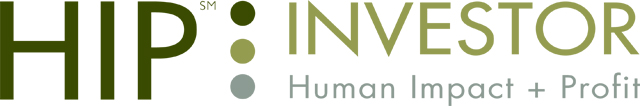 HIP℠
INVESTOR
Human Impact + Profit